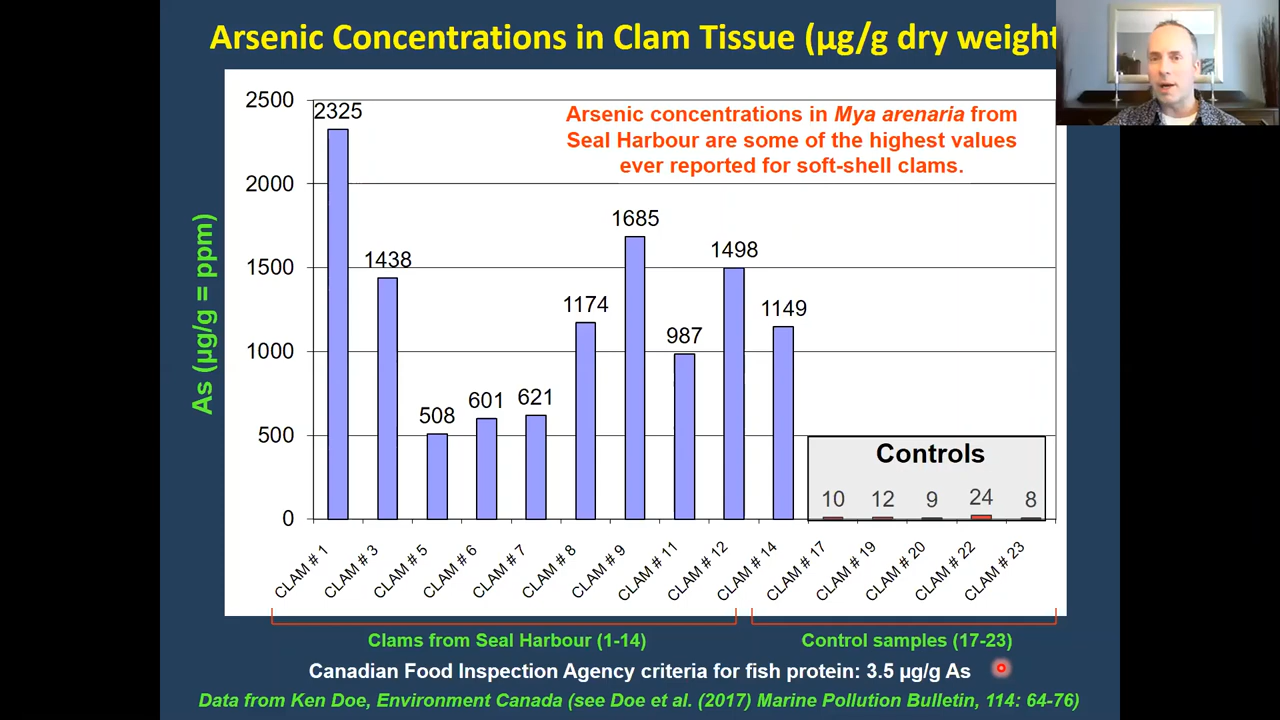 Arsenic Concentrations in Clam Tissue (µg/g dry weight
Arsenic concentrations in Mya arenaria from
Seal Harbour are some of the highest values
ever reported for soft-shell clams.
As (µg/g = ppm)
2500
2000
1500
1000
500
0
2325
1438
508
601
621
1174
1685
987
1498
1149
Controls
10
12
9
24
8
CLAM # 1
CLAM # 3
CLAM # 5
CLAM # 6
CLAM # 7
CLAM # 8
CLAM # 9
CLAM # 11
CLAM # 12
CLAM # 14
CLAM # 17
CLAM # 19
CLAM # 20
CLAM # 22
CLAM # 23
Clams from Seal Harbour (1-14)
Control samples (17-23)
Canadian Food Inspection Agency criteria for fish protein: 3.5 µg/g As
Data from Ken Doe, Environment Canada (see Doe et al. (2017) Marine Pollution Bulletin, 114: 64-76)